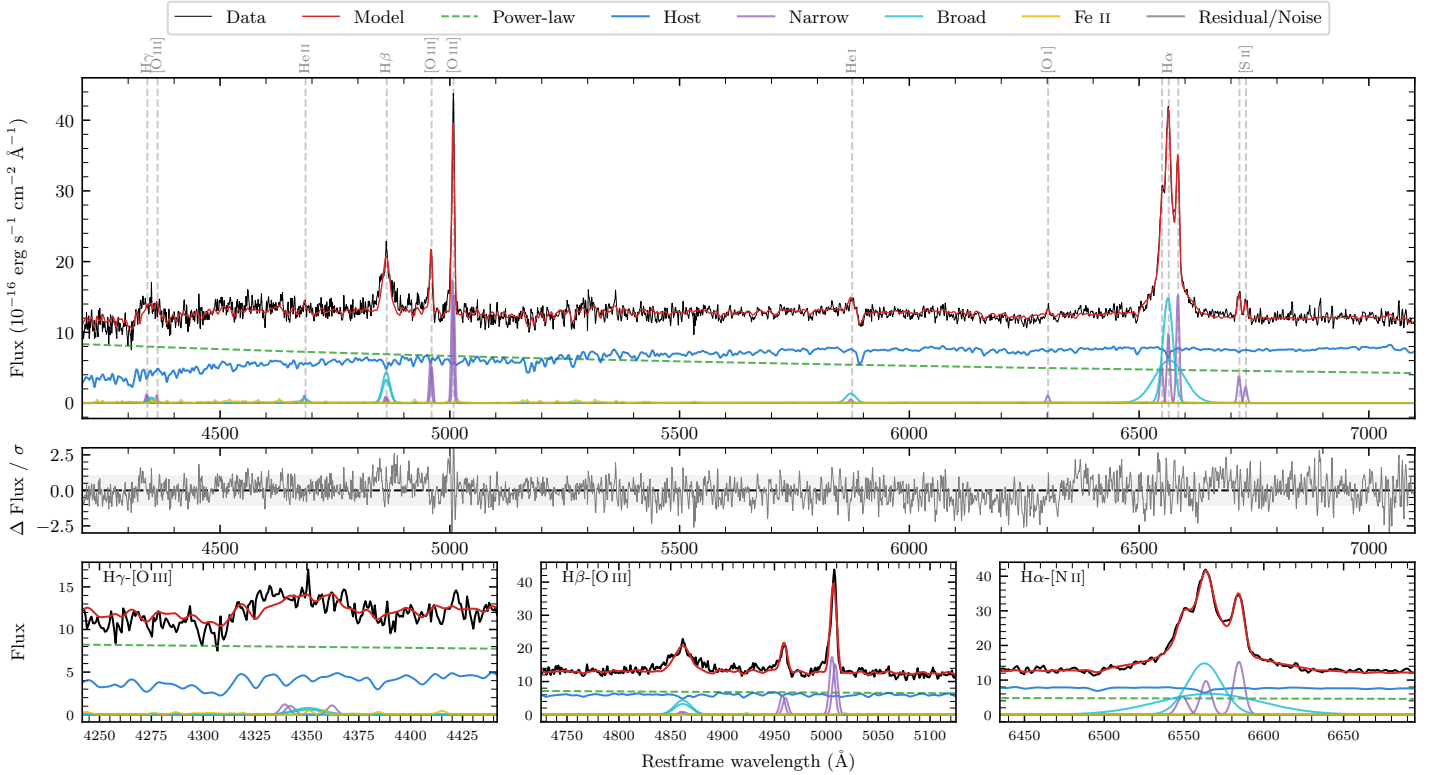 Data Model Power-law Host Narrow Broad Fe II Residual/Noise
Hγ [O III] He II Hβ [O III] [O III] He I [O I] Hα [S II]
Flux (10⁻¹⁶ erg s⁻¹ cm⁻² Å⁻¹)
40
30
20
10
0
4500 5000 5500 6000 6500 7000
Δ Flux / σ
2.5
0.0
−2.5
4500 5000 5500 6000 6500 7000
Flux
Hγ-[O III]
15
10
5
0
4250 4275 4300 4325 4350 4375 4400 4425
Hβ-[O III]
40
30
20
10
0
4750 4800 4850 4900 4950 5000 5050 5100
Hα-[N II]
40
30
20
10
0
6450 6500 6550 6600 6650
Restframe wavelength (Å)